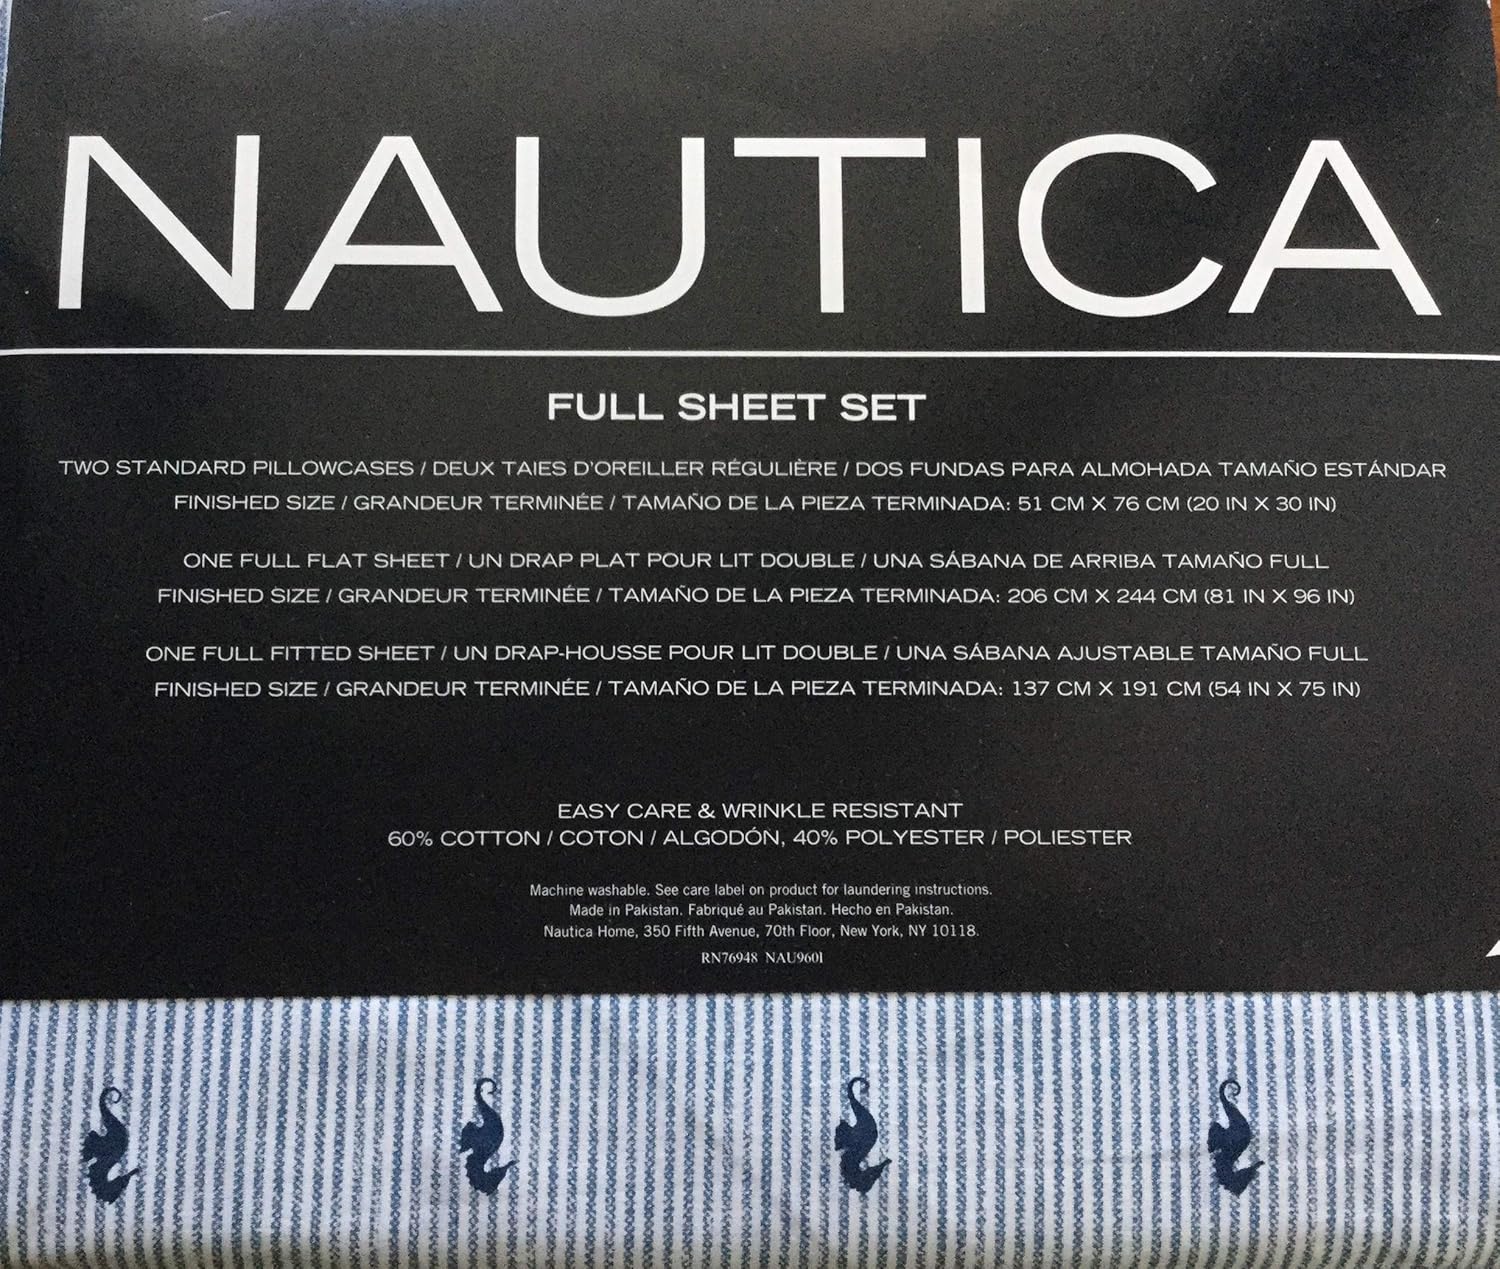 NAUTICA
FULL SHEET SET
TWO STANDARD PILLOWCASES / DEUX TAIES D'OREILLER RÉGULIÈRE / DOS FUNDAS PARA ALMOHADA TAMAÑO ESTÁNDAR
FINISHED SIZE / GRANDEUR TERMINÉE / TAMAÑO DE LA PIEZA TERMINADA: 51 CM X 76 CM (20 IN X 30 IN)
ONE FULL FLAT SHEET / UN DRAP PLAT POUR LIT DOUBLE / UNA SÁBANA DE ARRIBA TAMAÑO FULL
FINISHED SIZE / GRANDEUR TERMINÉE / TAMAÑO DE LA PIEZA TERMINADA: 206 CM X 244 CM (81 IN X 96 IN)
ONE FULL FITTED SHEET / UN DRAP-HOUSSE POUR LIT DOUBLE / UNA SÁBANA AJUSTABLE TAMAÑO FULL
FINISHED SIZE / GRANDEUR TERMINÉE / TAMAÑO DE LA PIEZA TERMINADA: 137 CM X 191 CM (54 IN X 75 IN)
EASY CARE & WRINKLE RESISTANT
60% COTTON / COTON / ALGODÓN, 40% POLYESTER / POLIESTER
Machine washable. See care label on product for laundering instructions.
Made in Pakistan. Fabriqué au Pakistan. Hecho en Pakistan.
Nautica Home, 350 Fifth Avenue, 70th Floor, New York, NY 10118.
RN76948 NAU9601